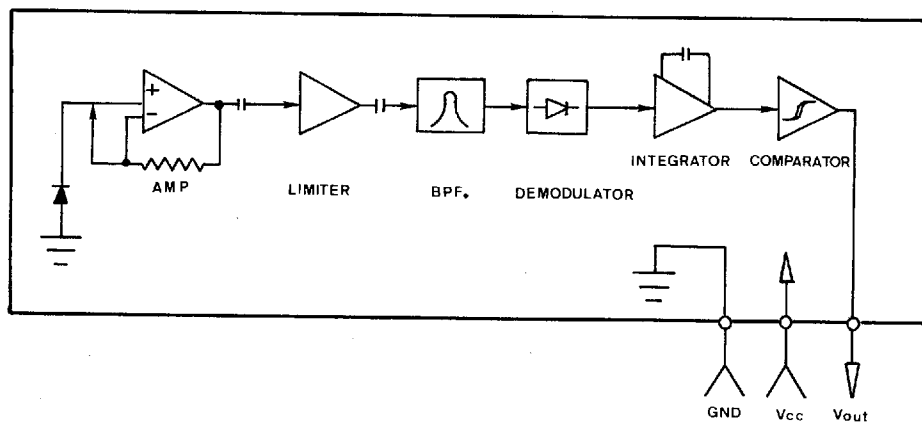 +
−
AMP
LIMITER
BPF.
DEMODULATOR
INTEGRATOR
COMPARATOR
GND
Vcc
Vout